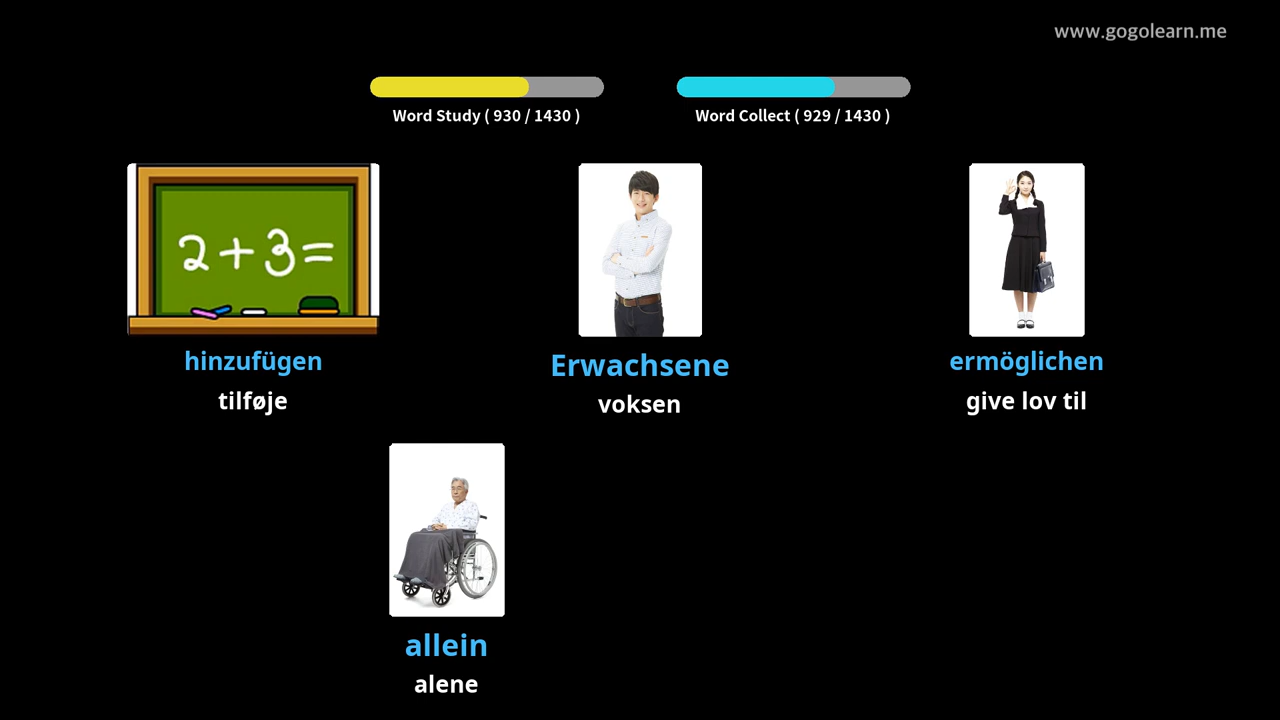 www.gogolearn.me
Word Study ( 930 / 1430 )
Word Collect ( 929 / 1430 )
2+3=
hinzufügen
tilføje
Erwachsene
voksen
ermöglichen
give lov til
allein
alene